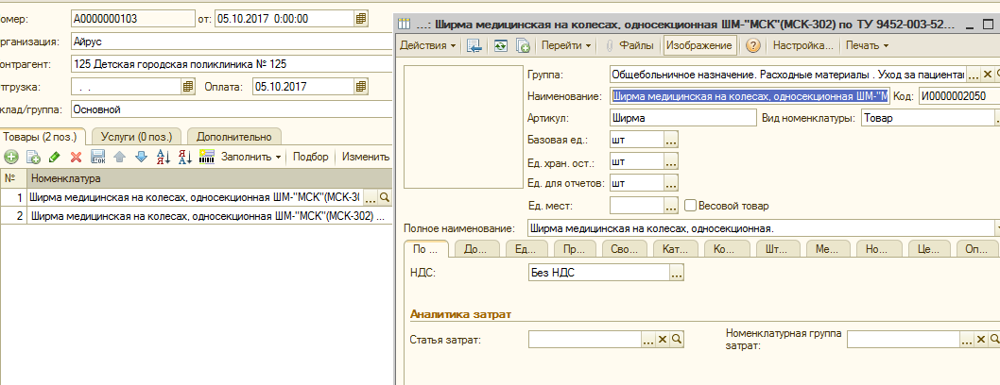 омер: А0000000103 от: 05.10.2017 0:00:00
рганизация: Айрус
онтрагент: 125 Детская городская поликлиника № 125
тгрузка: . . Оплата: 05.10.2017
клад/группа: Основной
Товары (2 поз.) Услуги (0 поз.) Дополнительно
Заполнить Подбор Изменить
№ Номенклатура
1 Ширма медицинская на колесах, односекционная ШМ-"МСК"(МСК-30 ...
2 Ширма медицинская на колесах, односекционная ШМ-"МСК"(МСК-302) ...
...: Ширма медицинская на колесах, односекционная ШМ-"МСК"(МСК-302) по ТУ 9452-003-52...
Действия Перейти Файлы Изображение ? Настройка... Печать
Группа: Общебольничное назначение. Расходные материалы . Уход за пациентам ...
Наименование: Ширма медицинская на колесах, односекционная ШМ-"М Код: И0000002050
Артикул: Ширма Вид номенклатуры: Товар
Базовая ед.: шт ...
Ед. хран. ост.: шт ...
Ед. для отчетов: шт ...
Ед. мест: ... Весовой товар
Полное наименование: Ширма медицинская на колесах, односекционная.
По ... До... Ед... Пр... Сво... Кат... Ко... Шт... Ме... Но... Це... Оп...
НДС: Без НДС ...
Аналитика затрат
Статья затрат: ... Номенклатурная группа
затрат: ...